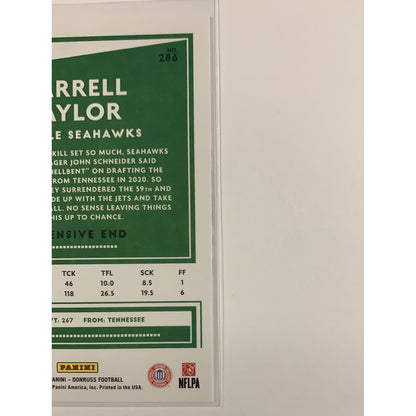 NO.
286
ARRELL
AYLOR
LE SEAHAWKS
KILL SET SO MUCH, SEAHAWKS
AGER JOHN SCHNEIDER SAID
ELLBENT” ON DRAFTING THE
FROM TENNESSEE IN 2020. SO
EY SURRENDERED THE 59TH AND
DE UP WITH THE JETS AND TAKE
ALL. NO SENSE LEAVING THINGS
HIS UP TO CHANCE.
ENSIVE END
TCK TFL SCK FF
46 10.0 8.5 1
118 26.5 19.5 6
T: 267 FROM: TENNESSEE
PANINI
NFLPA
PANINI – DONRUSS FOOTBALL
Panini America, Inc. Printed in the USA.